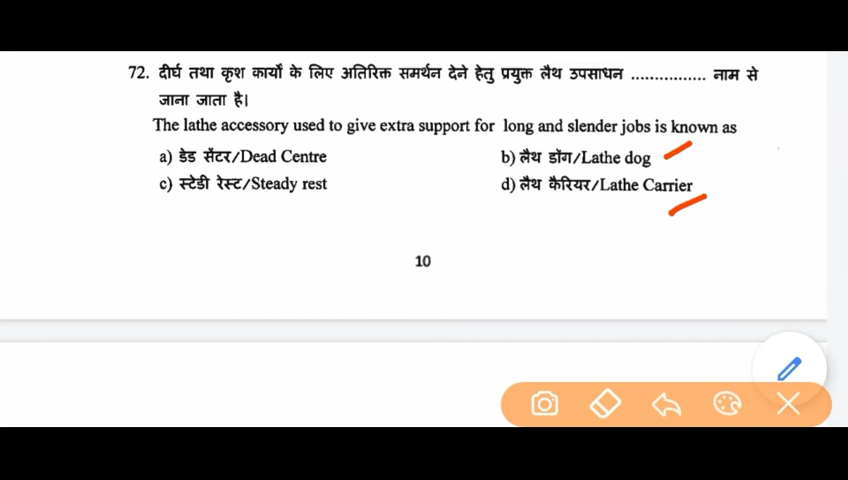 72. दीर्घ तथा कृश कार्यों के लिए अतिरिक्त समर्थन देने हेतु प्रयुक्त लैथ उपसाधन ................ नाम से
जाना जाता है।
The lathe accessory used to give extra support for long and slender jobs is known as
a) डेड सेंटर/Dead Centre b) लैथ डॉग/Lathe dog
c) स्टेडी रेस्ट/Steady rest d) लैथ कैरियर/Lathe Carrier
10